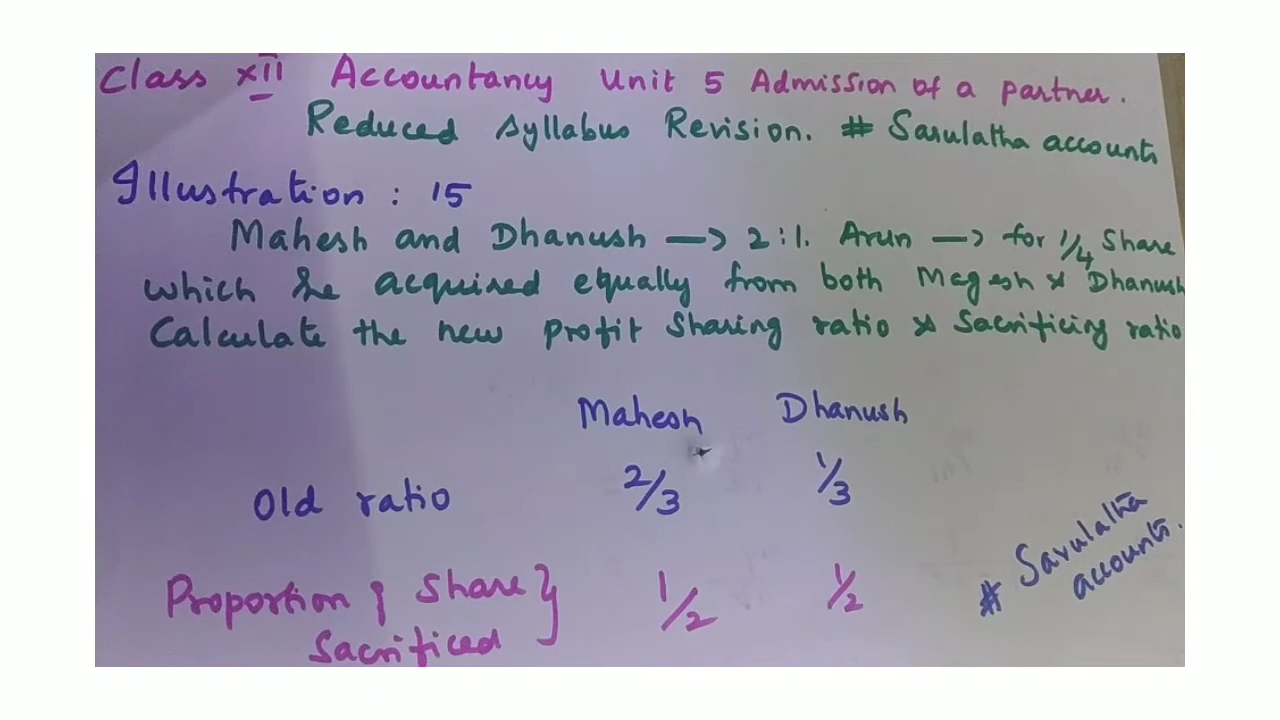 Class XII Accountancy Unit 5 Admission of a partner.
Reduced Syllabus Revision. # Sarulatha accounts
Illustration : 15
Mahesh and Dhanush → 2:1. Arun → for 1/4 Share
which he acquired equally from both Magesh & Dhanush
Calculate the new profit sharing ratio & Sacrificing ratio
Mahesh Dhanush
Old ratio 2/3 1/3
Proportion of share } 1/2 1/2
Sacrificed
# Sarulatha
accounts.